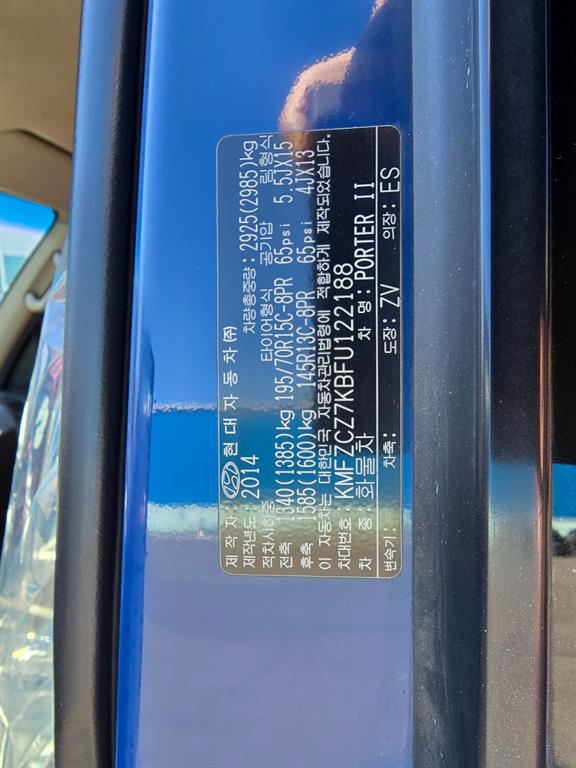 제 작 자: HYUNDAI 현 대 자 동 차 ㈜
제작년도: 2014 차량총중량: 2925(2985)kg
적차시하중 타이어형식 공기압 림형식
전축 1340(1385)kg 195/70R15C-8PR 65psi 5.5JX15
후축 1585(1600)kg 145R13C-8PR 65psi 4JX13
이 자동차는 대한민국 자동차관리법령에 적합하게 제작되었습니다.
차대번호: KMFZCZ7KBFU122188
차 종: 화물차 차 명: PORTER II
변속기: 차축: 도장: ZV 의장: ES